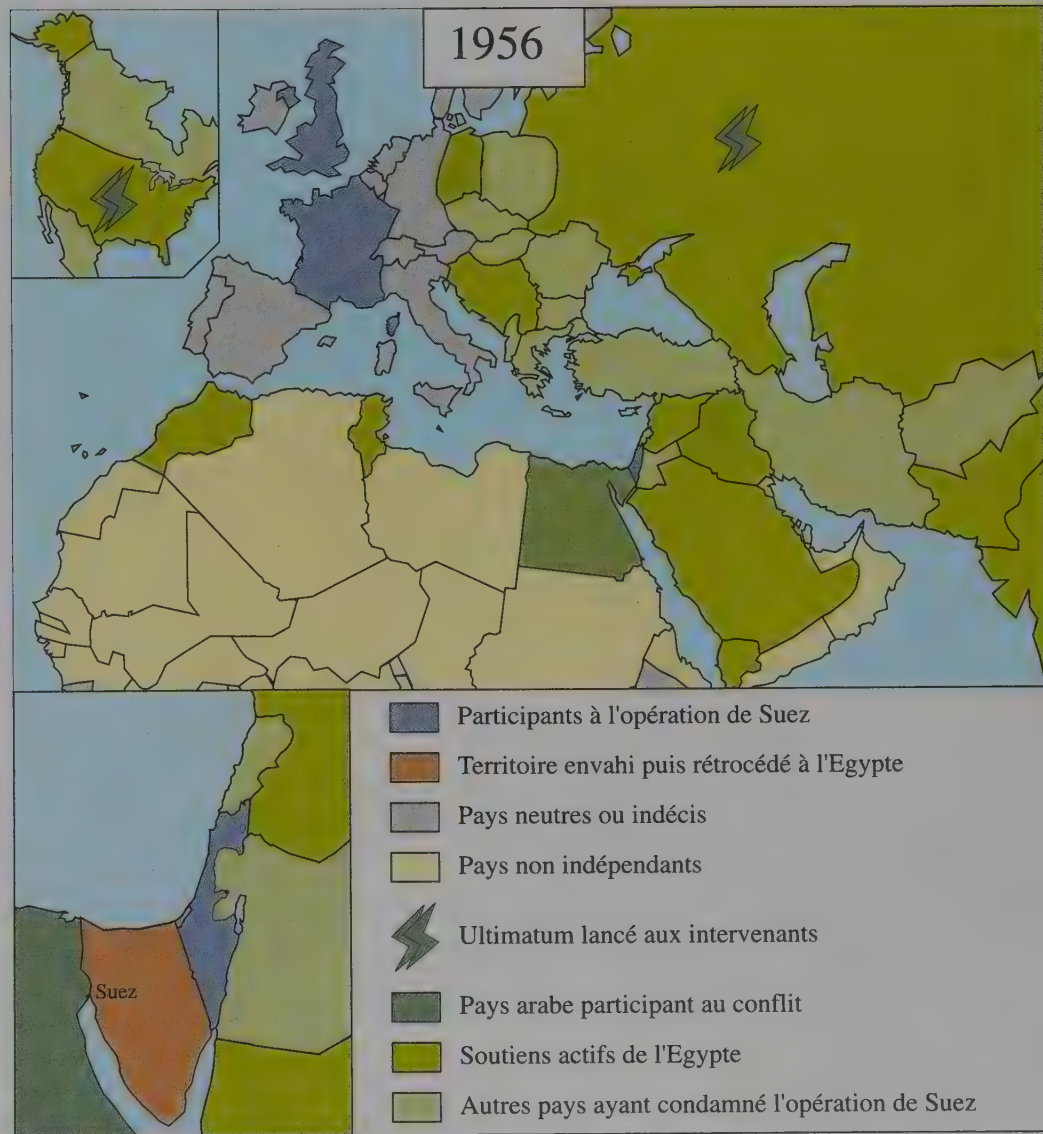 1956
Suez
Participants à l'opération de Suez
Territoire envahi puis rétrocédé à l'Egypte
Pays neutres ou indécis
Pays non indépendants
Ultimatum lancé aux intervenants
Pays arabe participant au conflit
Soutiens actifs de l'Egypte
Autres pays ayant condamné l'opération de Suez